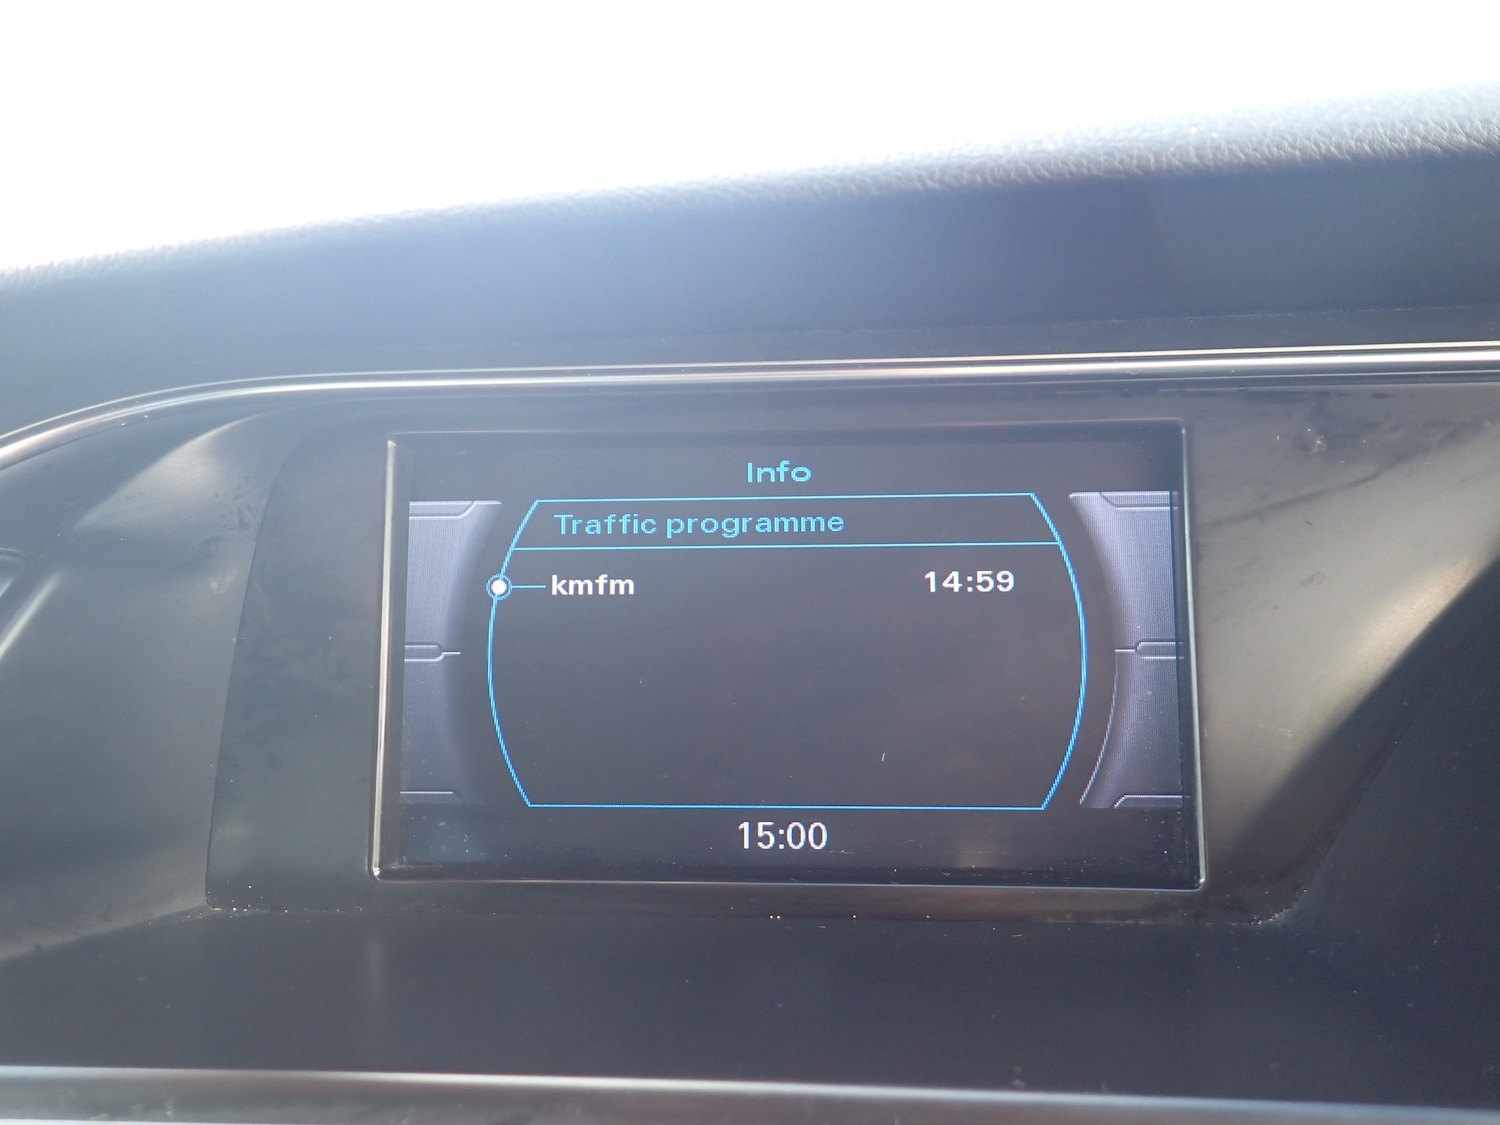 Info
Traffic programme
kmfm 14:59
15:00